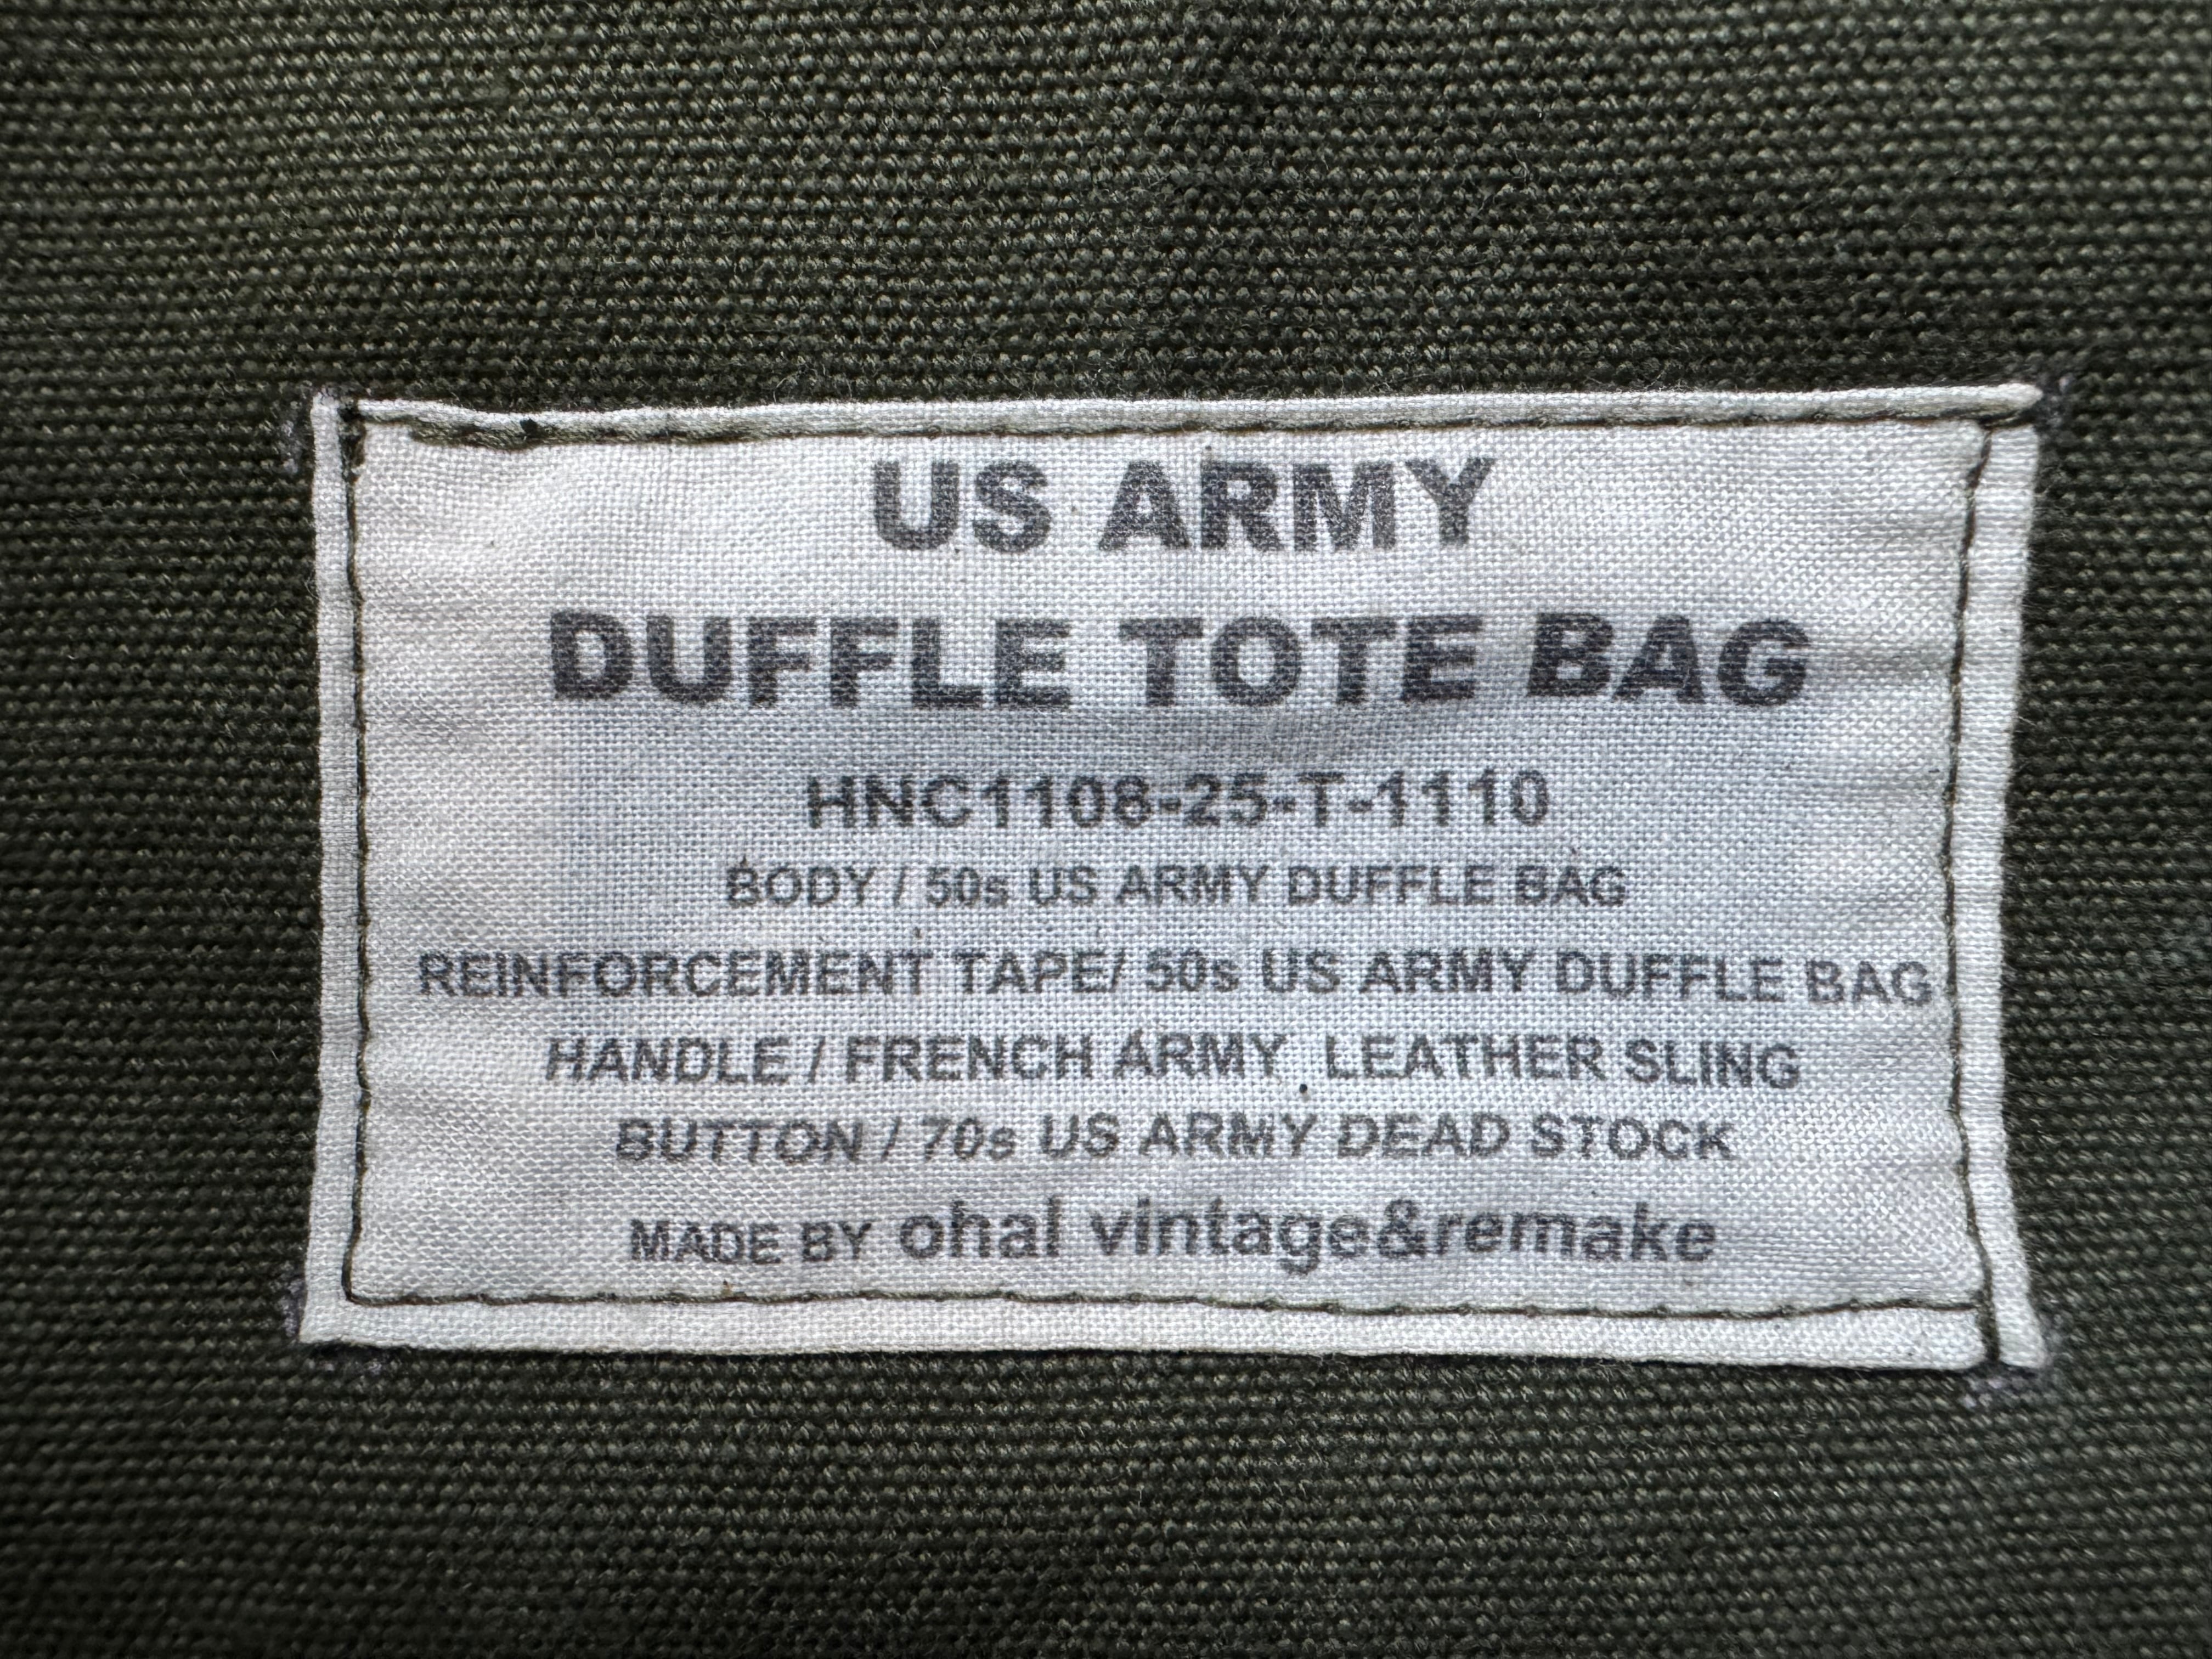 US ARMY
DUFFLE TOTE BAG
HNC1108-25-T-1110
BODY / 50s US ARMY DUFFLE BAG
REINFORCEMENT TAPE/ 50s US ARMY DUFFLE BAG
HANDLE / FRENCH ARMY LEATHER SLING
BUTTON / 70s US ARMY DEAD STOCK
MADE BY ohal vintage&remake